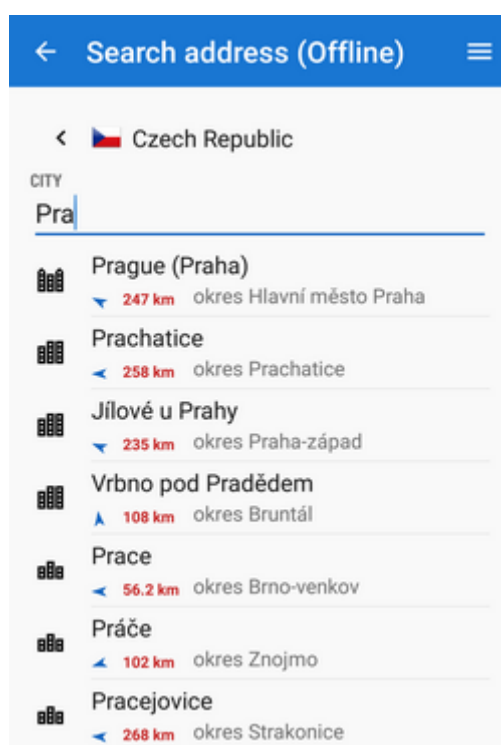 Search address (Offline)
Czech Republic
CITY
Pra
Prague (Praha)
247 km okres Hlavní město Praha
Prachatice
258 km okres Prachatice
Jílové u Prahy
235 km okres Praha-západ
Vrbno pod Pradědem
108 km okres Bruntál
Prace
56.2 km okres Brno-venkov
Práče
102 km okres Znojmo
Pracejovice
268 km okres Strakonice